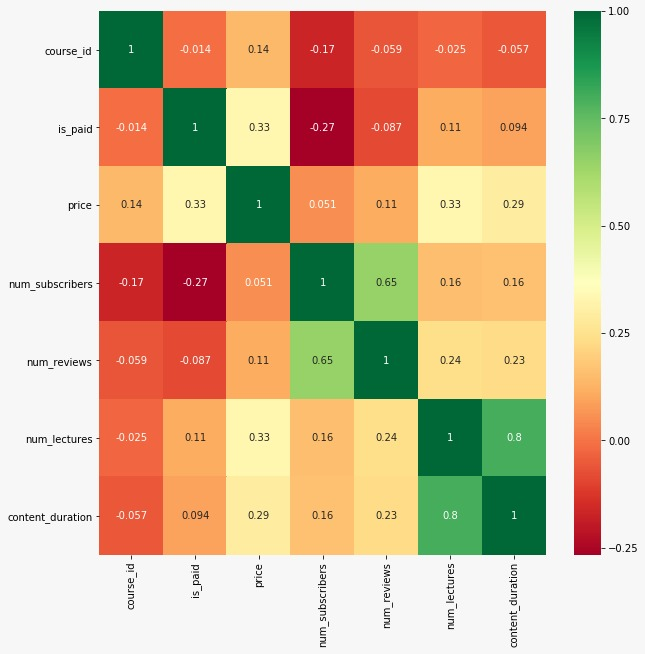 course_id 1 -0.014 0.14 -0.17 -0.059 -0.025 -0.057
is_paid -0.014 1 0.33 -0.27 -0.087 0.11 0.094
price 0.14 0.33 1 0.051 0.11 0.33 0.29
num_subscribers -0.17 -0.27 0.051 1 0.65 0.16 0.16
num_reviews -0.059 -0.087 0.11 0.65 1 0.24 0.23
num_lectures -0.025 0.11 0.33 0.16 0.24 1 0.8
content_duration -0.057 0.094 0.29 0.16 0.23 0.8 1
course_id
is_paid
price
num_subscribers
num_reviews
num_lectures
content_duration
1.00
0.75
0.50
0.25
0.00
−0.25